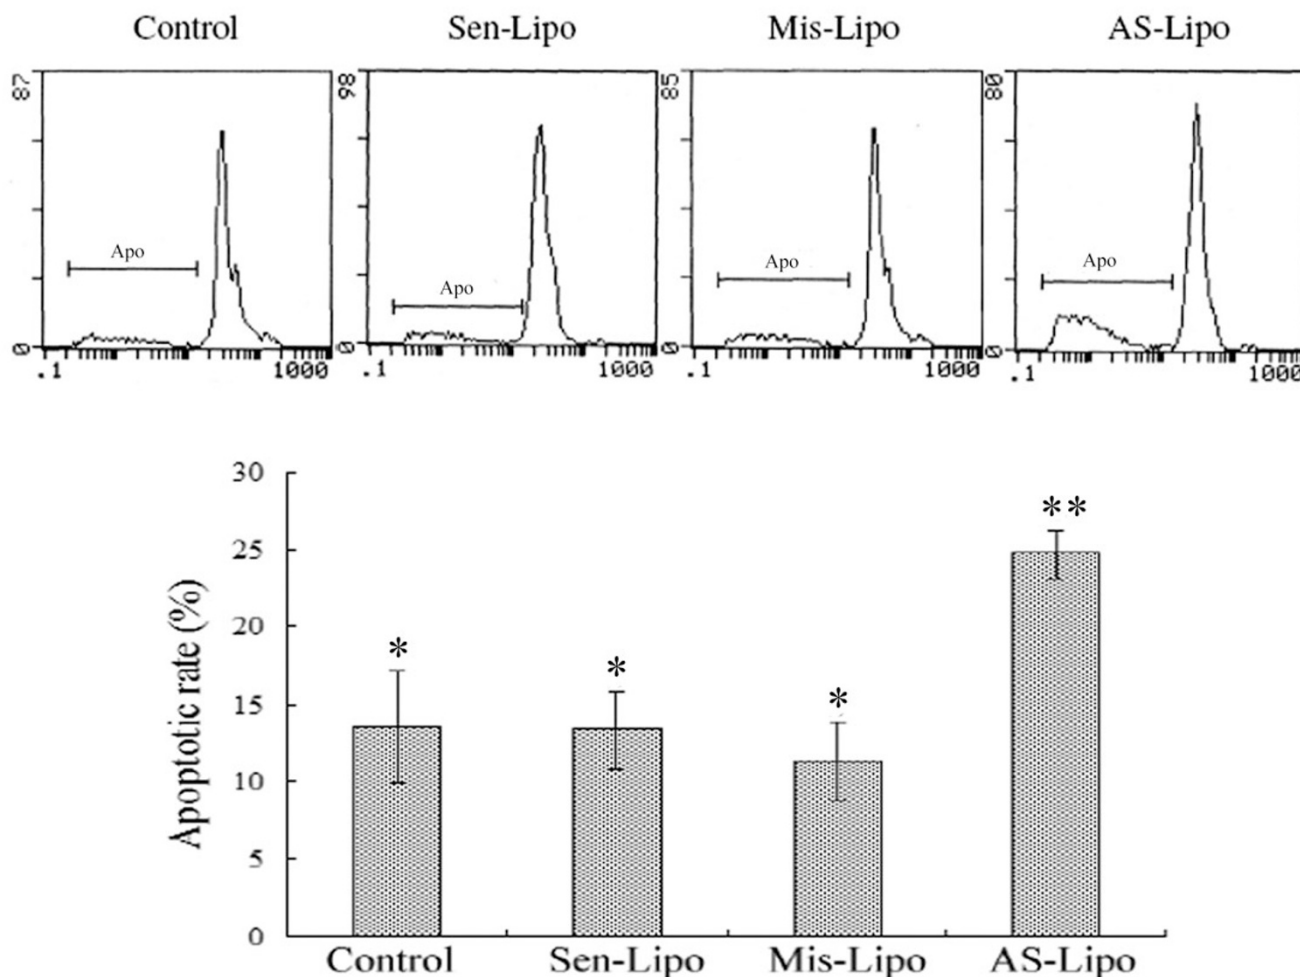 Control Sen-Lipo Mis-Lipo AS-Lipo
87 98 85 80
Apo Apo Apo Apo
0 0 0 0
.1 1000 .1 1000 .1 1000 .1 1000
30
25
20
15
10
5
0
Apoptotic rate (%)
* * * **
Control Sen-Lipo Mis-Lipo AS-Lipo